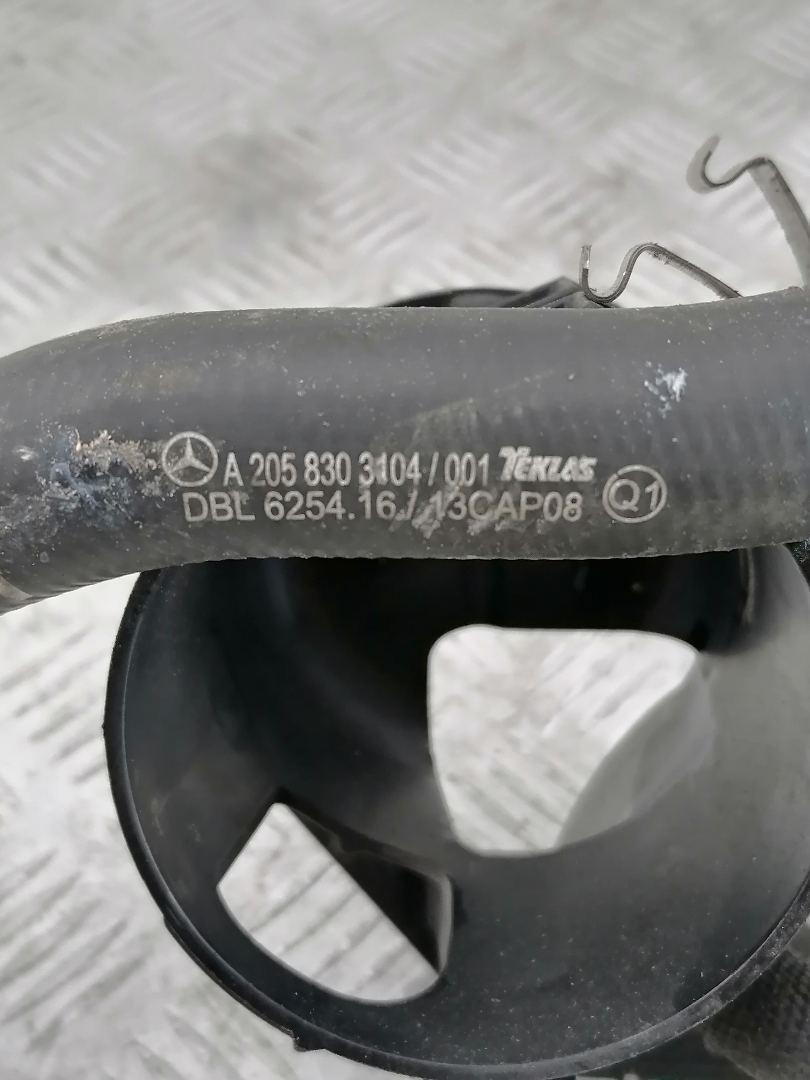 A 205 830 3104 / 001 TEKLAS
DBL 6254.16 / 13CAP08 Q1